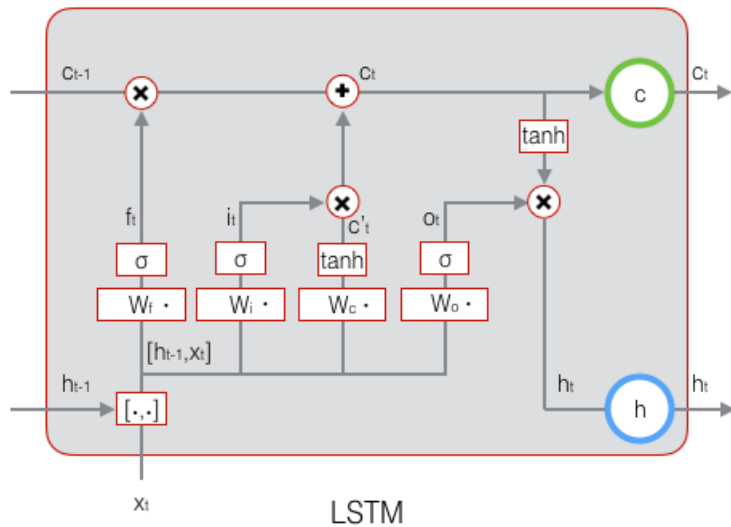 Ct-1 Ct Ct
× + c
tanh
× ×
ft it c't ot
σ σ tanh σ
Wf · Wi · Wc · Wo ·
[ht-1,xt]
ht-1 ht ht
[·,·] h
xt
LSTM